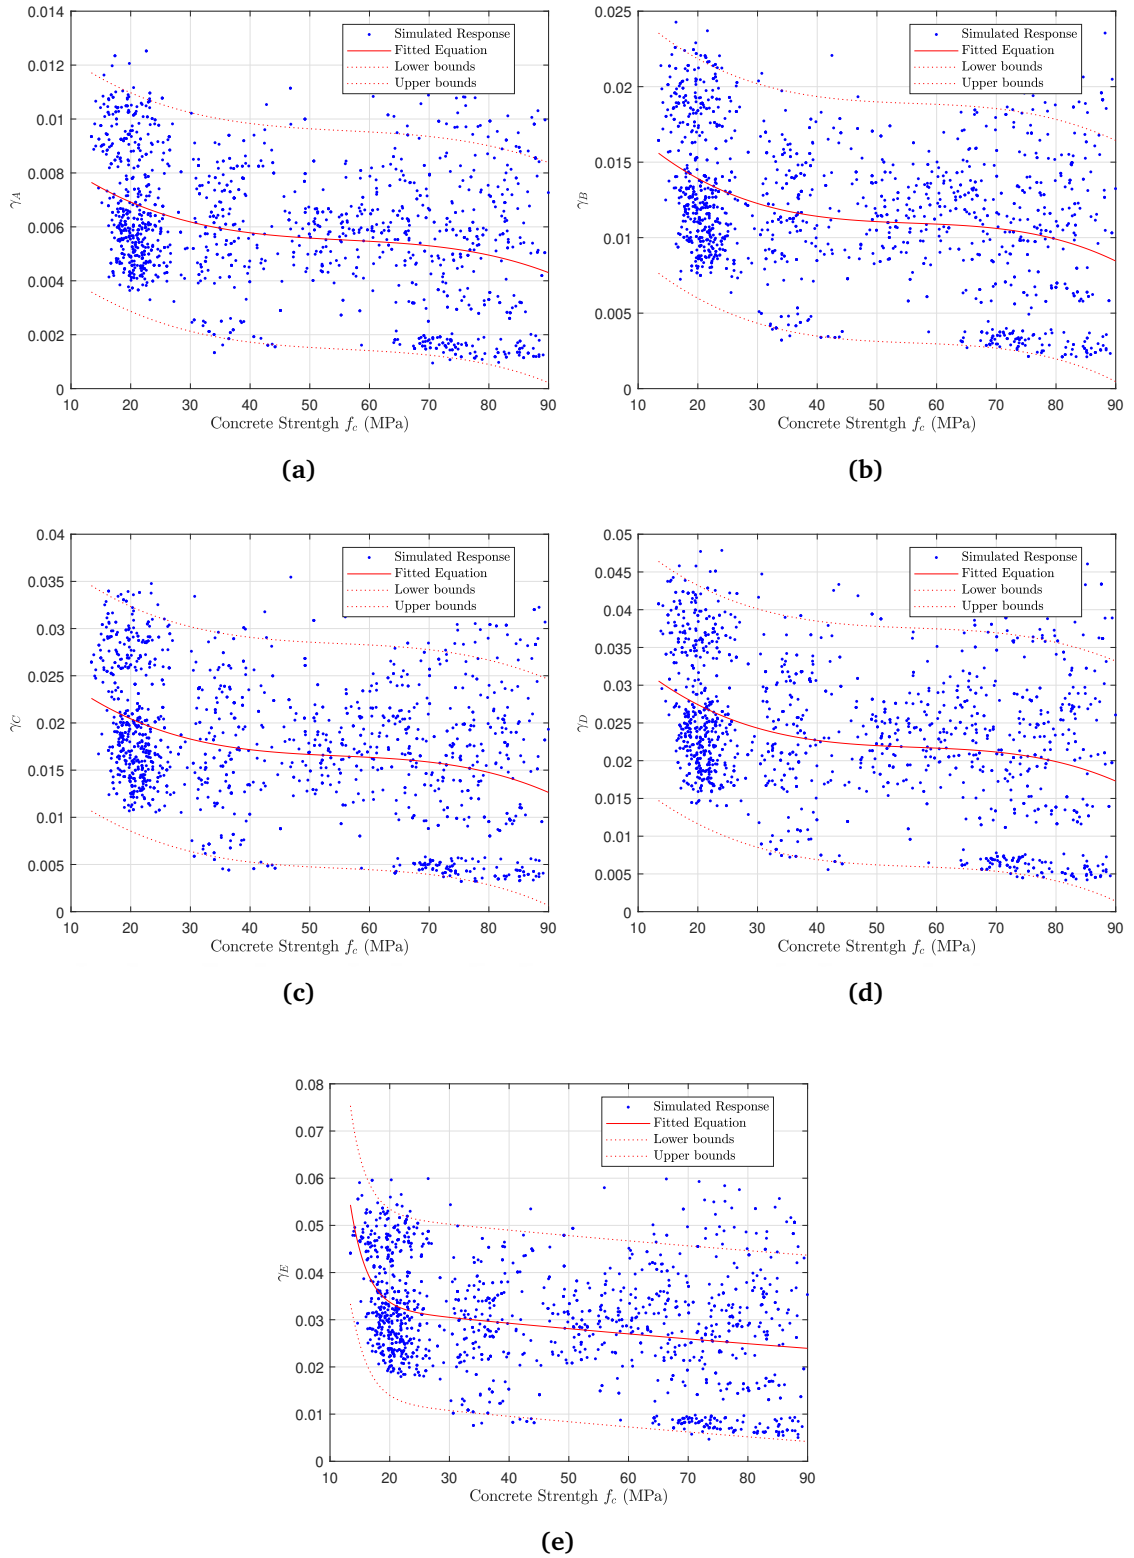 0.014
0.012
0.01
0.008
0.006
0.004
0.002
0
γA
Simulated Response
Fitted Equation
Lower bounds
Upper bounds
10 20 30 40 50 60 70 80 90
Concrete Strentgh fc (MPa)
(a)
0.025
0.02
0.015
0.01
0.005
0
γB
Simulated Response
Fitted Equation
Lower bounds
Upper bounds
10 20 30 40 50 60 70 80 90
Concrete Strentgh fc (MPa)
(b)
0.04
0.035
0.03
0.025
0.02
0.015
0.01
0.005
0
γC
Simulated Response
Fitted Equation
Lower bounds
Upper bounds
10 20 30 40 50 60 70 80 90
Concrete Strentgh fc (MPa)
(c)
0.05
0.045
0.04
0.035
0.03
0.025
0.02
0.015
0.01
0.005
0
γD
Simulated Response
Fitted Equation
Lower bounds
Upper bounds
10 20 30 40 50 60 70 80 90
Concrete Strentgh fc (MPa)
(d)
0.08
0.07
0.06
0.05
0.04
0.03
0.02
0.01
0
γE
Simulated Response
Fitted Equation
Lower bounds
Upper bounds
10 20 30 40 50 60 70 80 90
Concrete Strentgh fc (MPa)
(e)